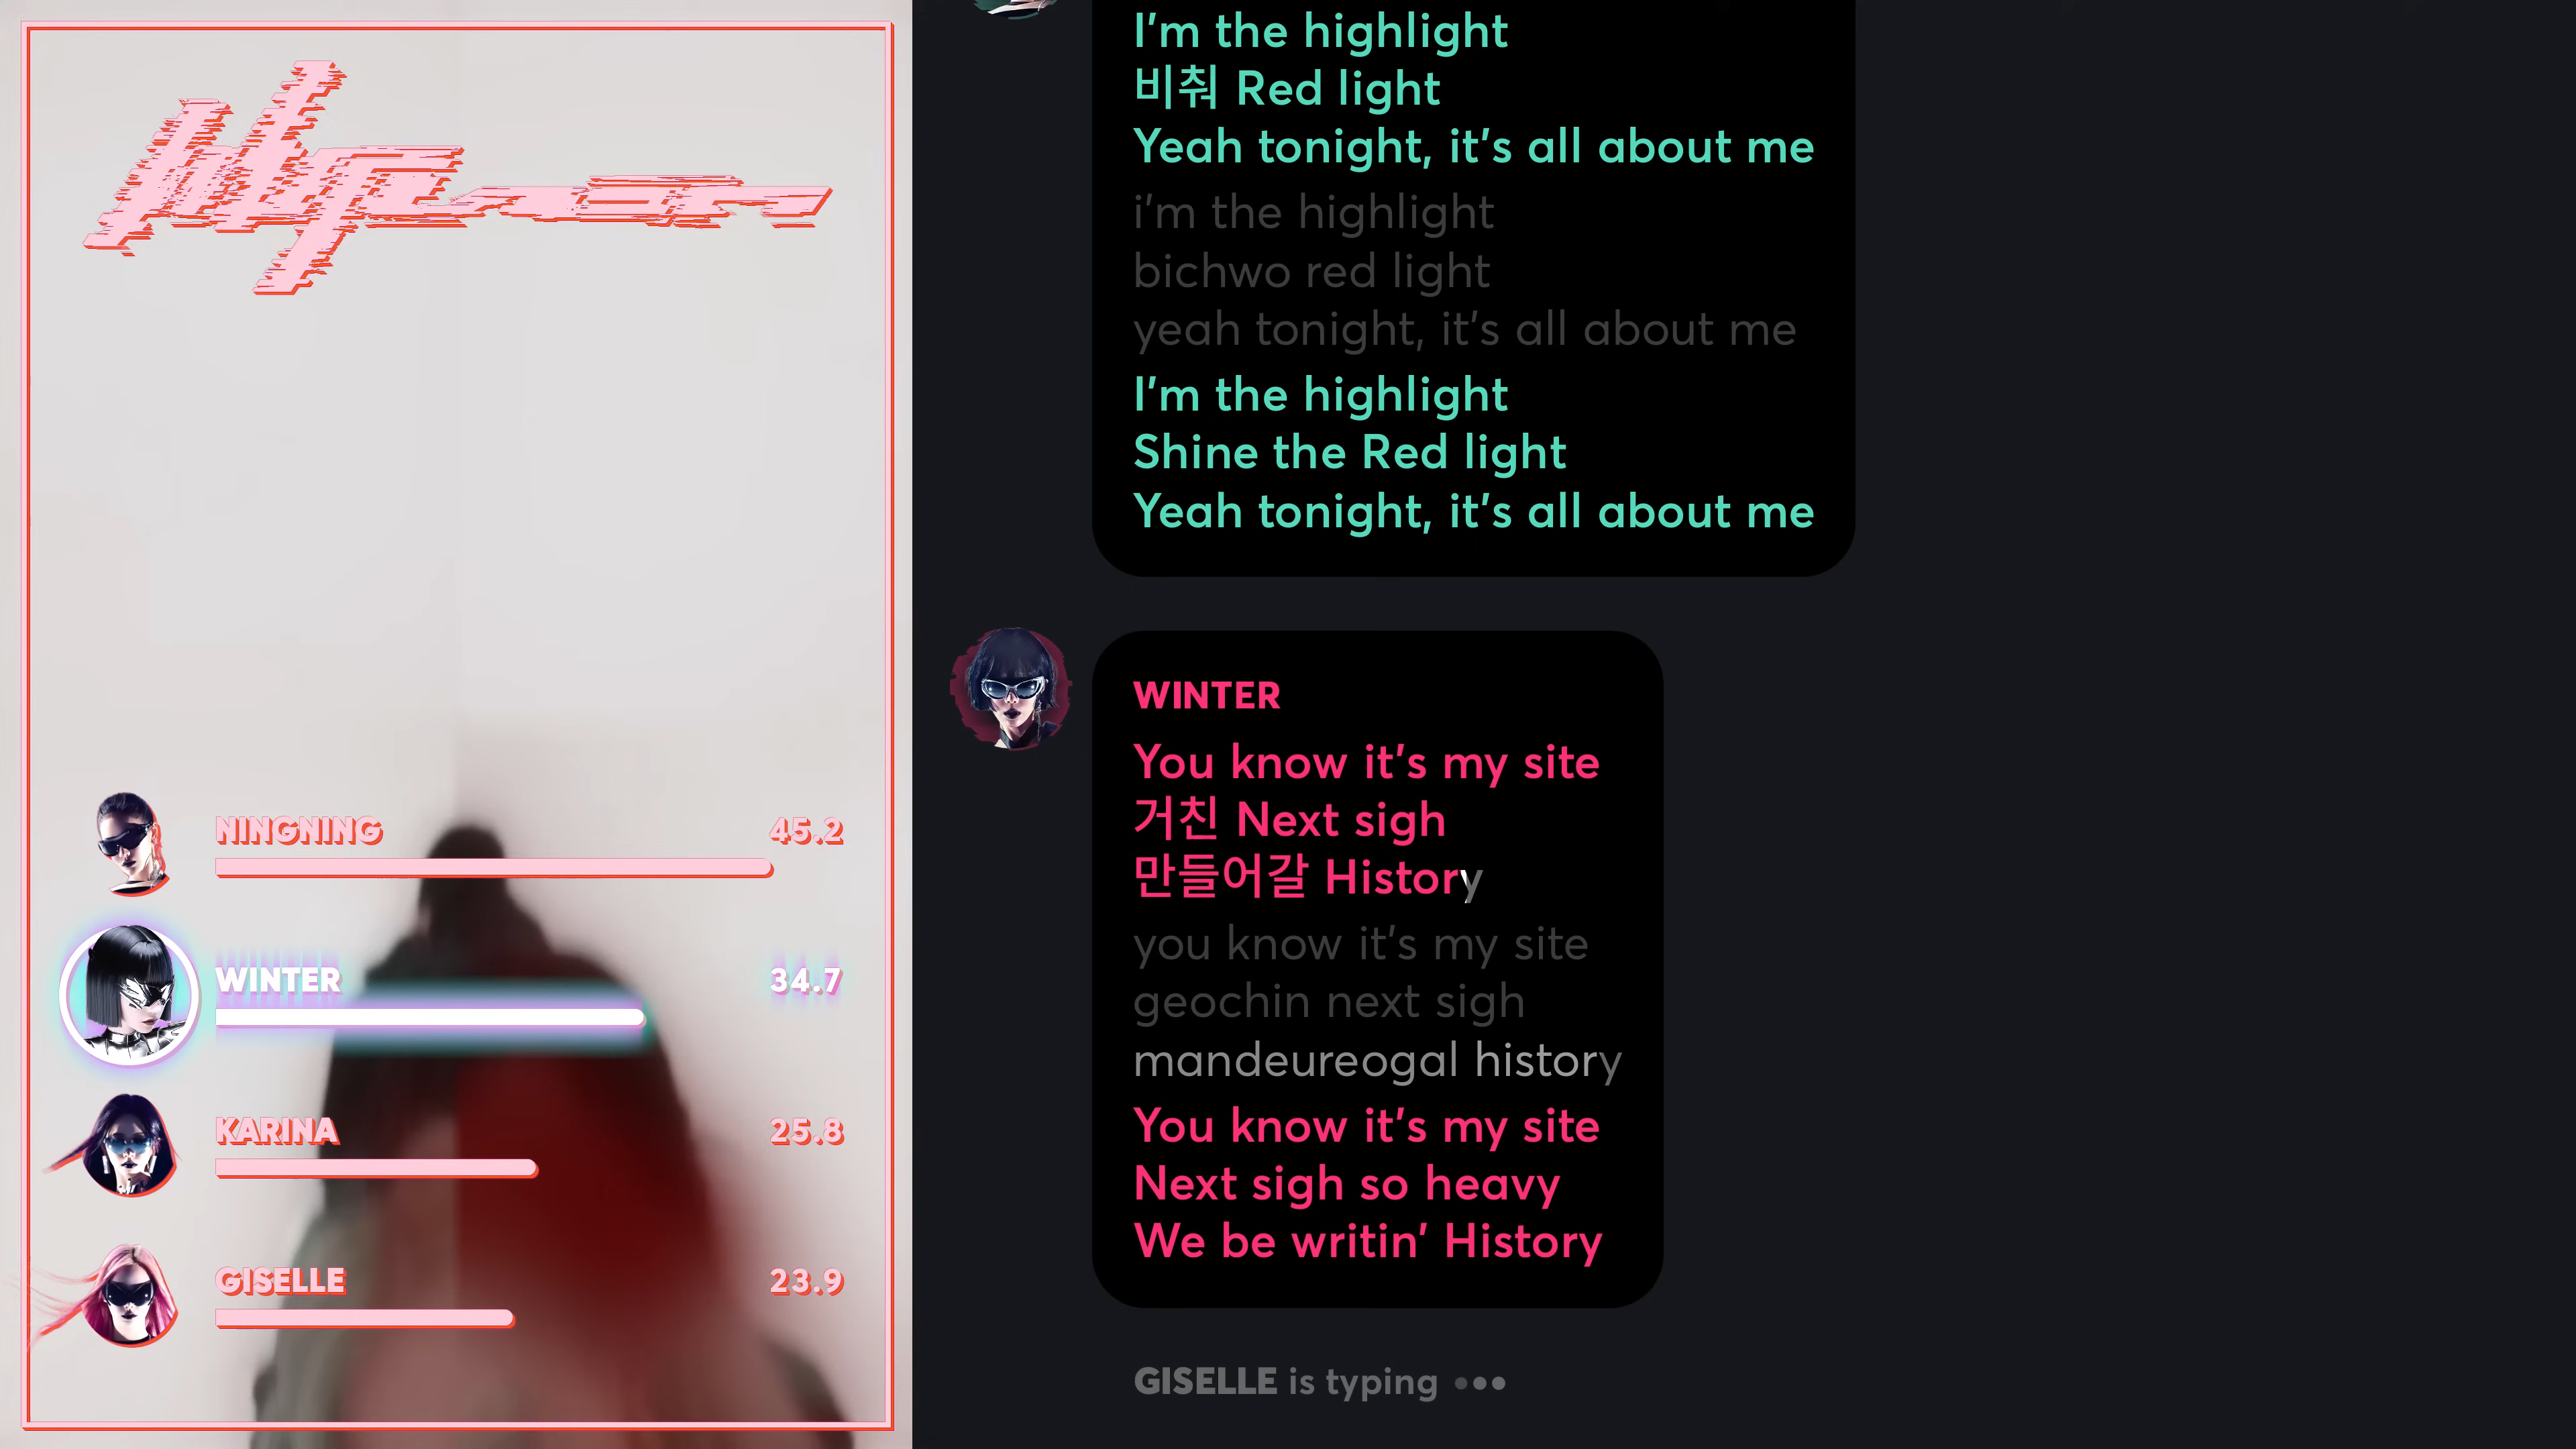 NINGNING 45.2
WINTER 34.7
KARINA 25.8
GISELLE 23.9
I'm the highlight
비춰 Red light
Yeah tonight, it's all about me
i'm the highlight
bichwo red light
yeah tonight, it's all about me
I'm the highlight
Shine the Red light
Yeah tonight, it's all about me
WINTER
You know it's my site
거친 Next sigh
만들어갈 History
you know it's my site
geochin next sigh
mandeureogal history
You know it's my site
Next sigh so heavy
We be writin' History
GISELLE is typing